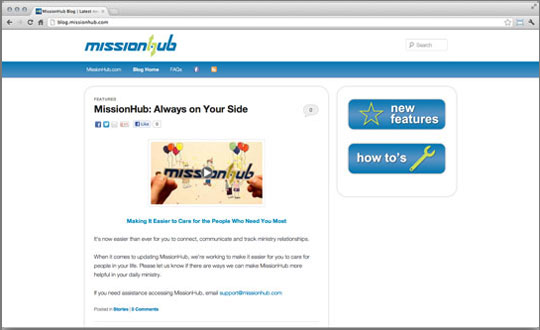 MissionHub Blog | Latest
blog.missionhub.com
missionhub
Search
MissionHub.com Blog Home FAQs
FEATURES
MissionHub: Always on Your Side
0
Like 0
missionhub
Making It Easier to Care for the People Who Need You Most
It's now easier than ever for you to connect, communicate and track ministry relationships.
When it comes to updating MissionHub, we're working to make it easier for you to care for
people in your life. Please let us know if there are ways we can make MissionHub more
helpful in your daily ministry.
If you need assistance accessing MissionHub, email support@missionhub.com
Posted in Stories | 0 Comments
new
features
how to's